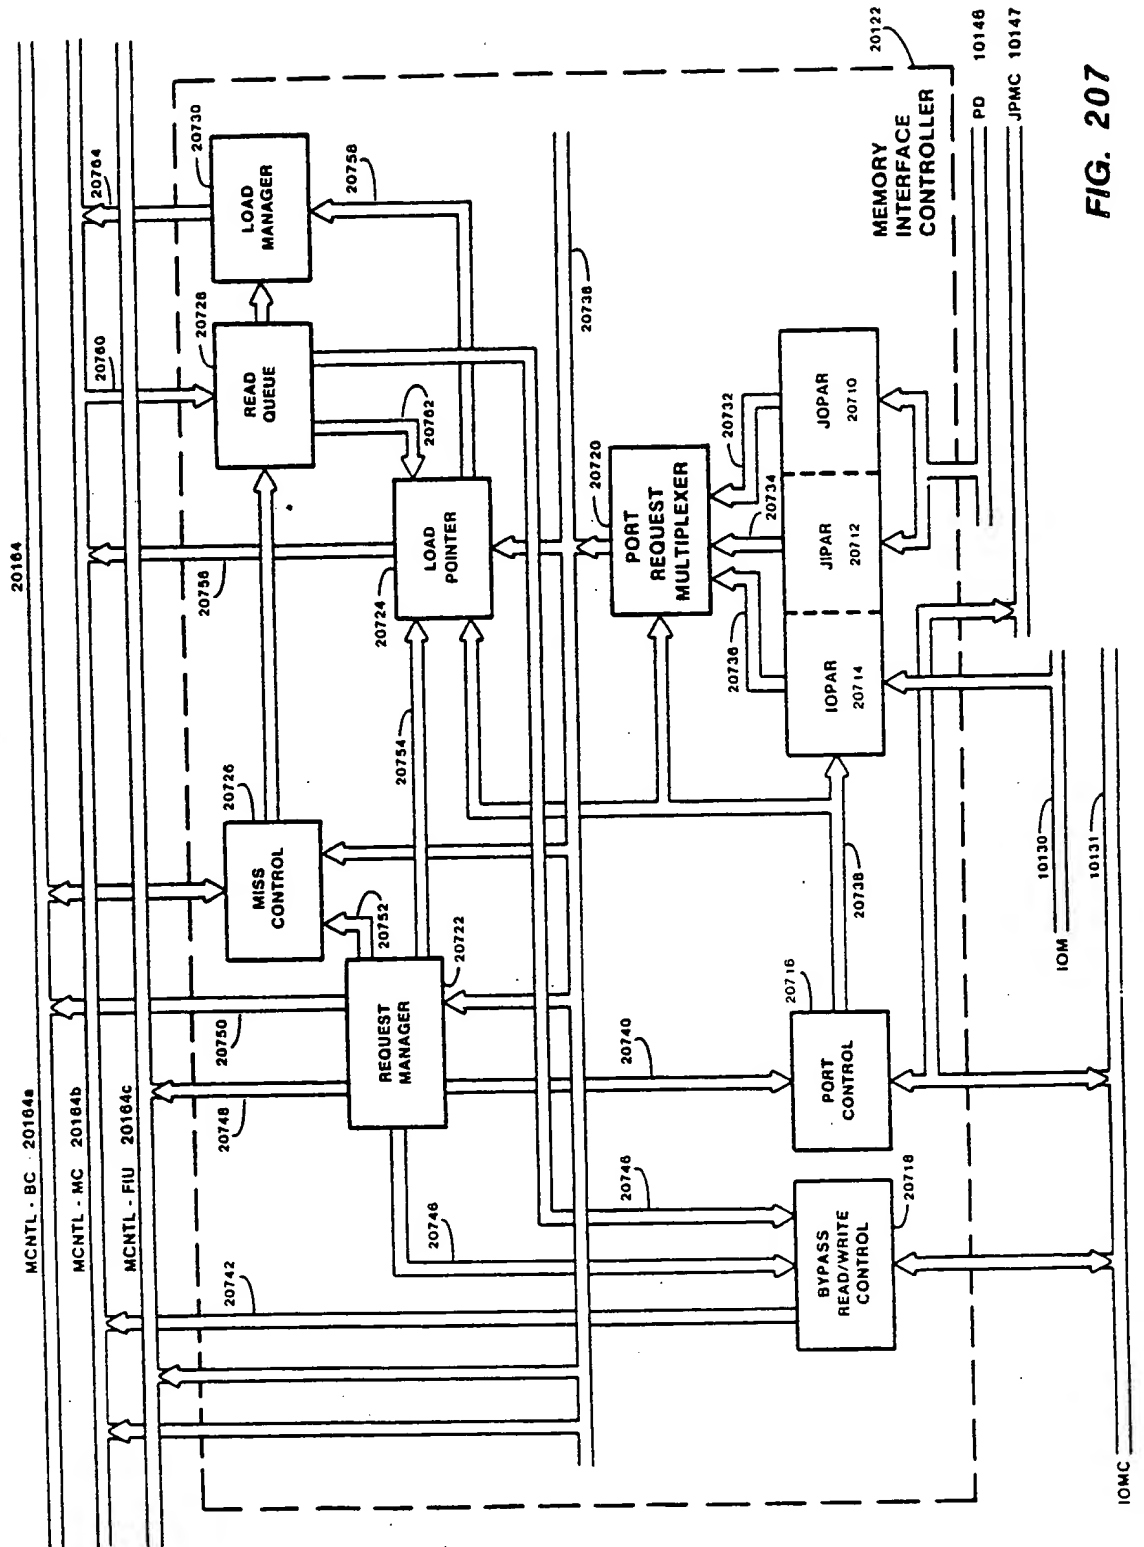 20164
MCNTL - BC 20164a
MCNTL - MC 20164b
MCNTL - FIU 20164c
20742
20748
20750
20756
20760
20764
MISS
CONTROL
20726
READ
QUEUE
20728
LOAD
MANAGER
20730
REQUEST
MANAGER
20722
20752
20754
LOAD
POINTER
20724
20762
20758
20746
20746
20740
20738
PORT
REQUEST
MULTIPLEXER
20720
20736
20734
20732
IOPAR
20714
JIPAR
20712
JOPAR
20710
BYPASS
READ/WRITE
CONTROL
20718
PORT
CONTROL
20716
20738
MEMORY
INTERFACE
CONTROLLER
20122
PD 10146
JPMC 10147
IOM
10130
10131
IOMC
FIG. 207